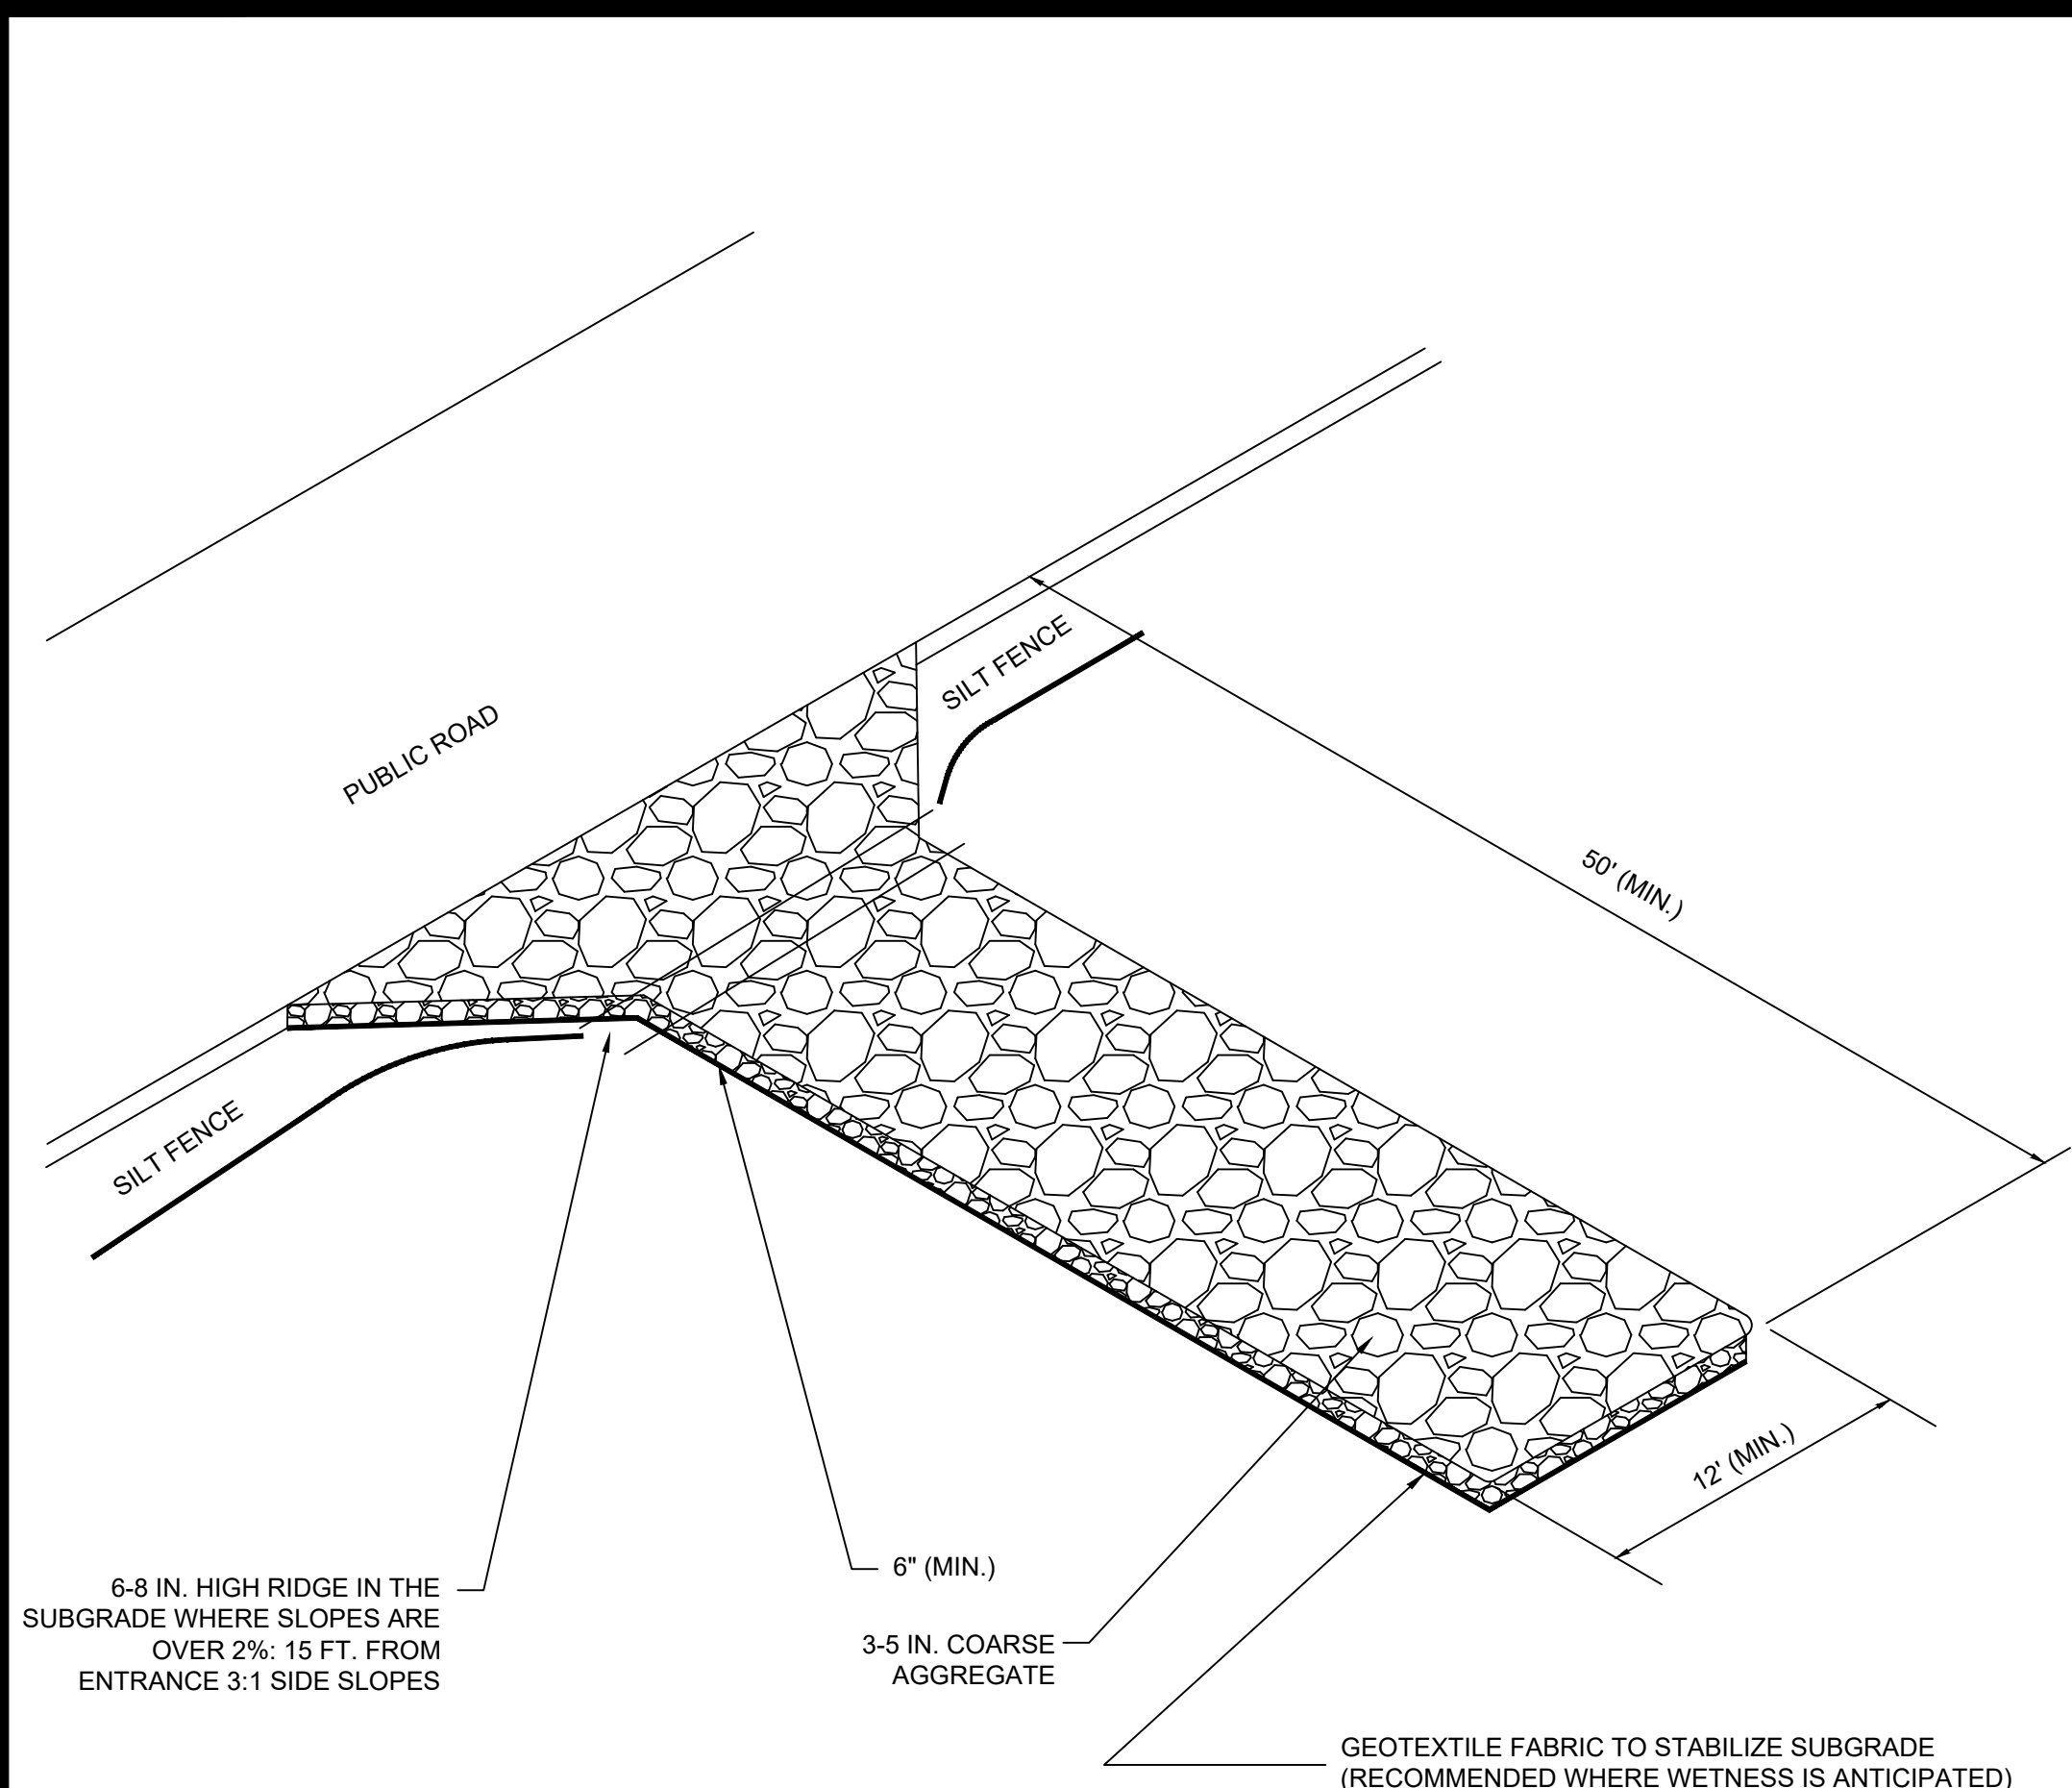 SILT FENCE
PUBLIC ROAD
50' (MIN.)
SILT FENCE
12' (MIN.)
6" (MIN.)
6-8 IN. HIGH RIDGE IN THE
SUBGRADE WHERE SLOPES ARE
OVER 2%: 15 FT. FROM
ENTRANCE 3:1 SIDE SLOPES
3-5 IN. COARSE
AGGREGATE
GEOTEXTILE FABRIC TO STABILIZE SUBGRADE
(RECOMMENDED WHERE WETNESS IS ANTICIPATED)